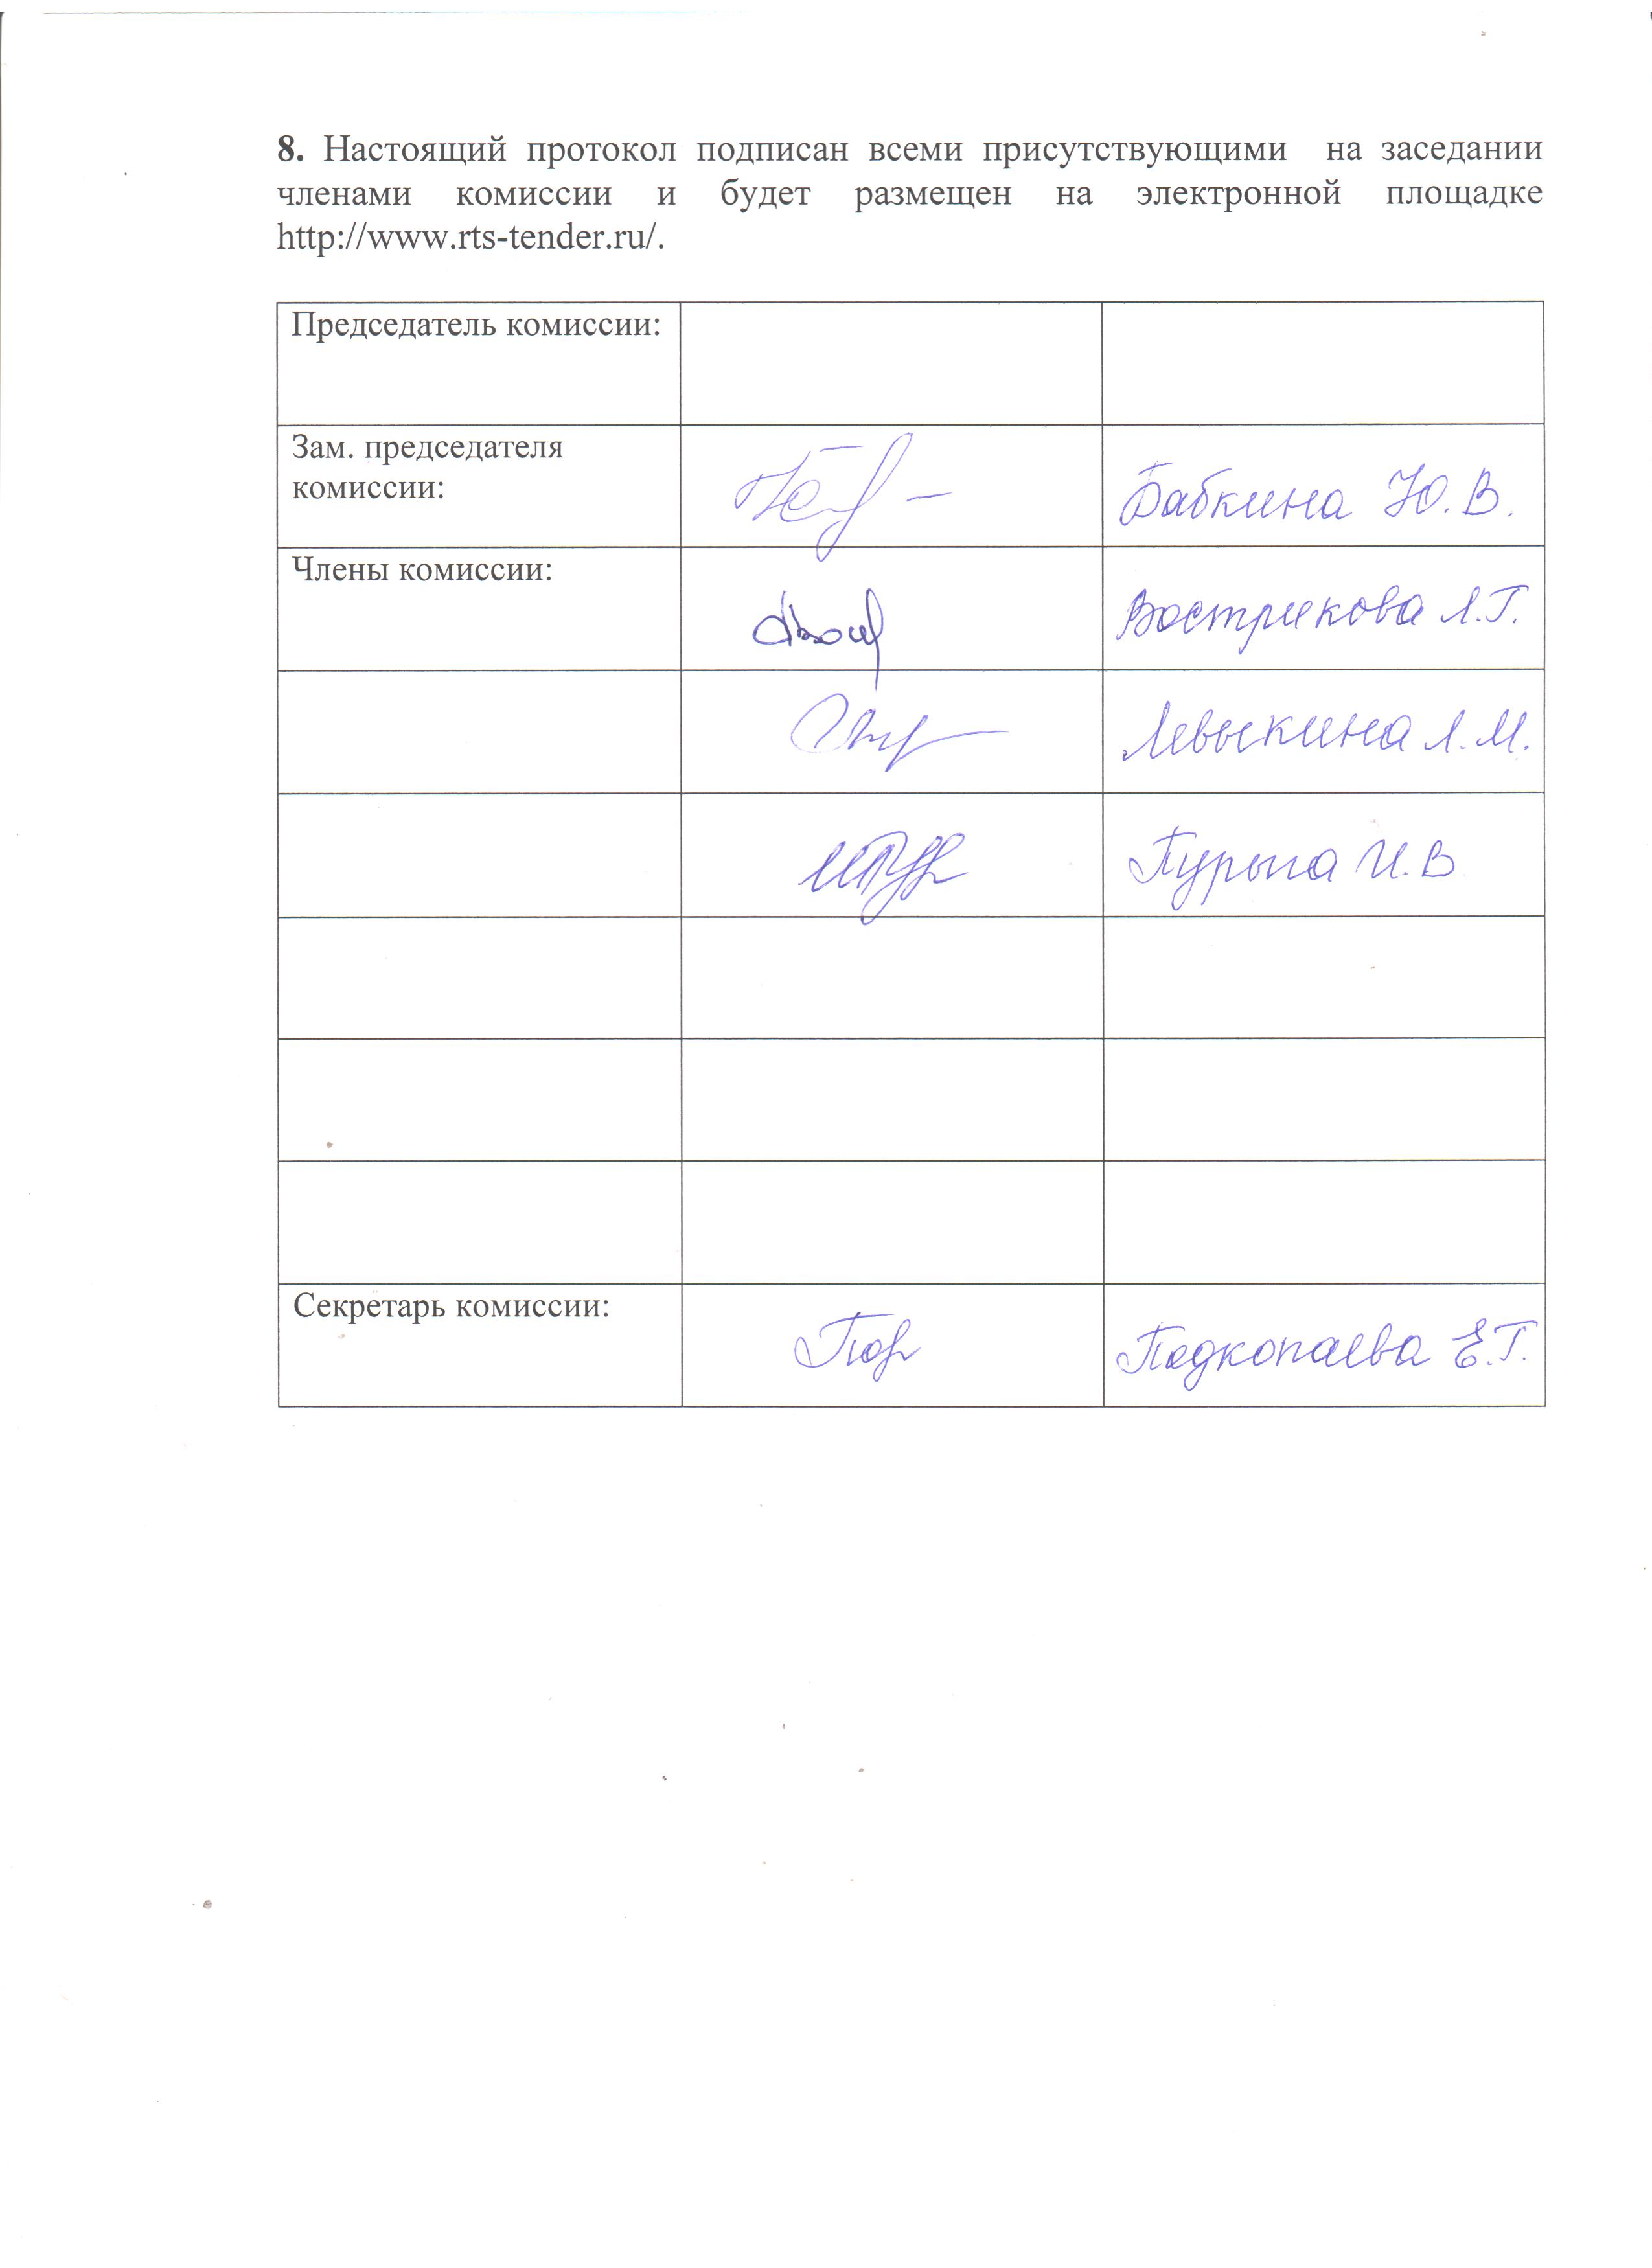 8. Настоящий протокол подписан всеми присутствующими на заседании
членами комиссии и будет размещен на электронной площадке
http://www.rts-tender.ru/.
Председатель комиссии:
Зам. председателя
комиссии:
Бабкина Ю.В.
Члены комиссии:
Вострикова Л.Г.
Левыкина Л.М.
Пурыга И.В
Секретарь комиссии:
Подкопаева Е.Г.